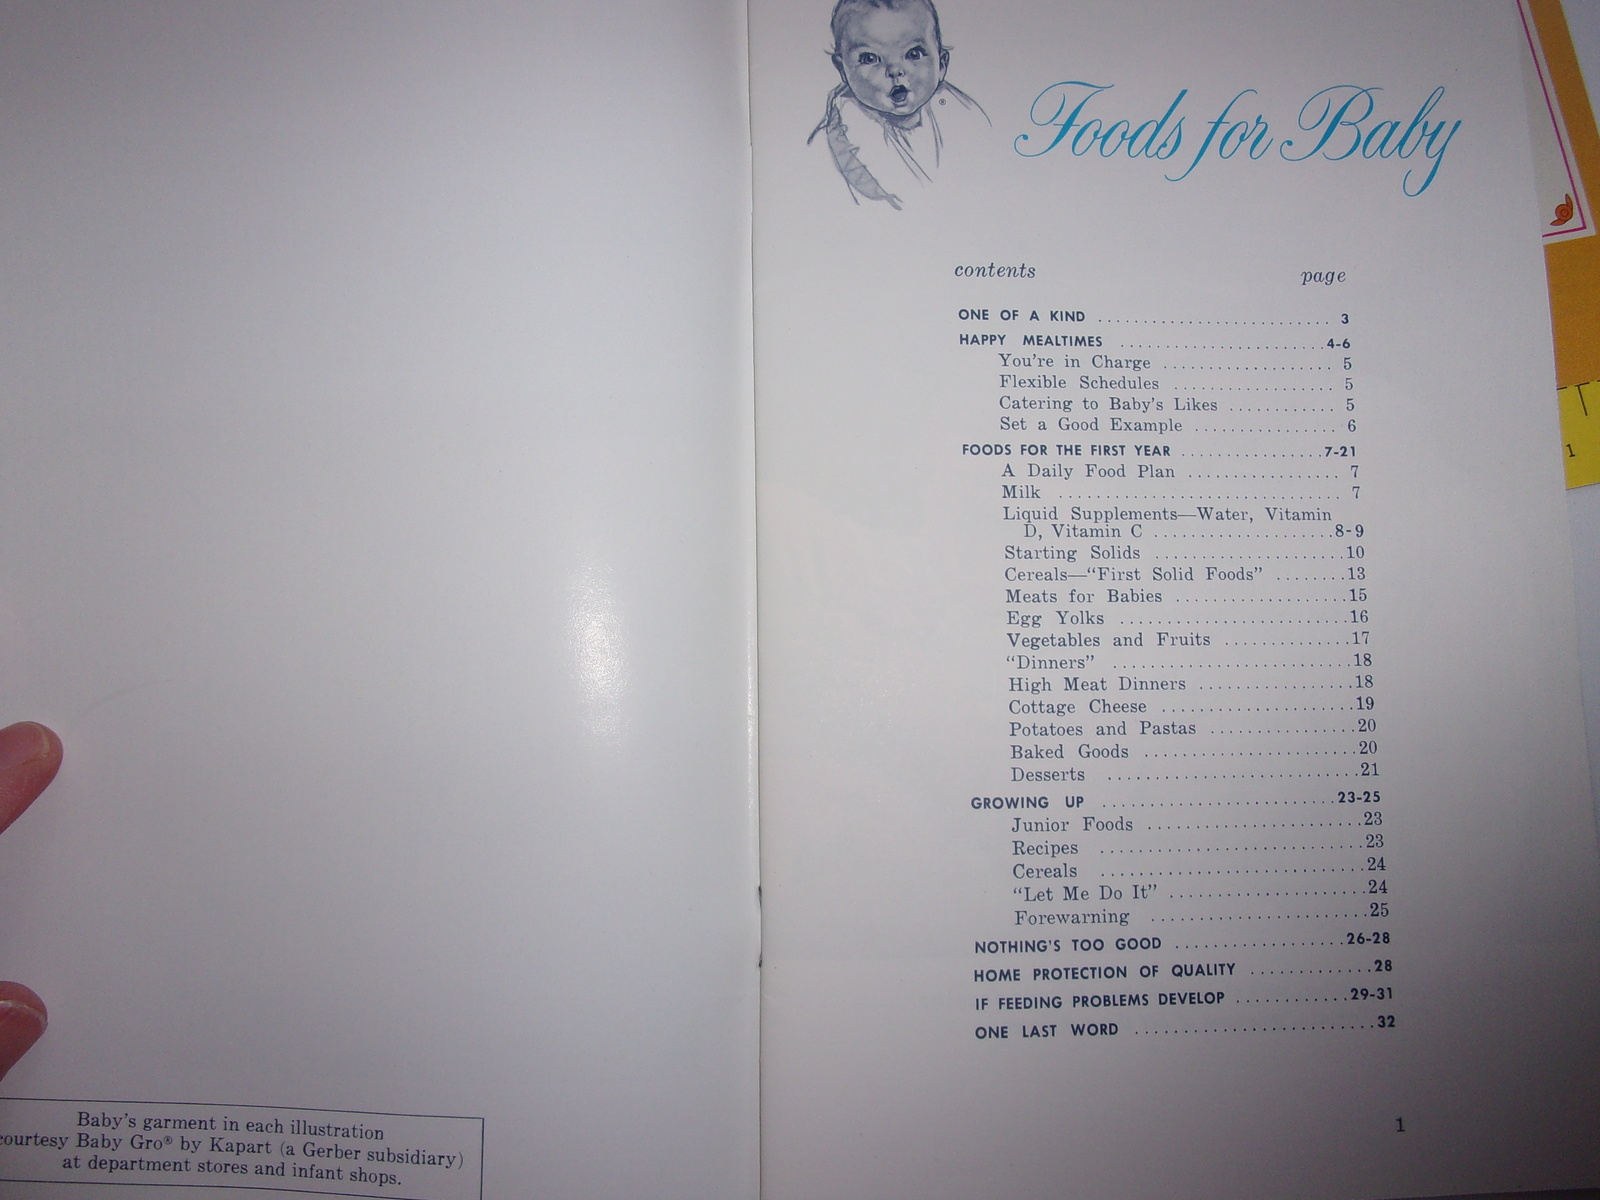 Baby's garment in each illustration
courtesy Baby Gro® by Kapart (a Gerber subsidiary)
at department stores and infant shops.
®
Foods for Baby
contents page
ONE OF A KIND .......................... 3
HAPPY MEALTIMES .......................4-6
You're in Charge ................... 5
Flexible Schedules .................. 5
Catering to Baby's Likes ............ 5
Set a Good Example ................ 6
FOODS FOR THE FIRST YEAR ................7-21
A Daily Food Plan ................. 7
Milk ................................ 7
Liquid Supplements—Water, Vitamin
D, Vitamin C ....................8-9
Starting Solids .....................10
Cereals—“First Solid Foods” ........13
Meats for Babies ...................15
Egg Yolks .........................16
Vegetables and Fruits ..............17
“Dinners” ..........................18
High Meat Dinners .................18
Cottage Cheese .....................19
Potatoes and Pastas ................20
Baked Goods .......................20
Desserts ............................21
GROWING UP ..........................23-25
Junior Foods .......................23
Recipes .............................23
Cereals .............................24
“Let Me Do It” .....................24
Forewarning .......................25
NOTHING'S TOO GOOD ...................26-28
HOME PROTECTION OF QUALITY .............28
IF FEEDING PROBLEMS DEVELOP ............29-31
ONE LAST WORD ..........................32
1
1